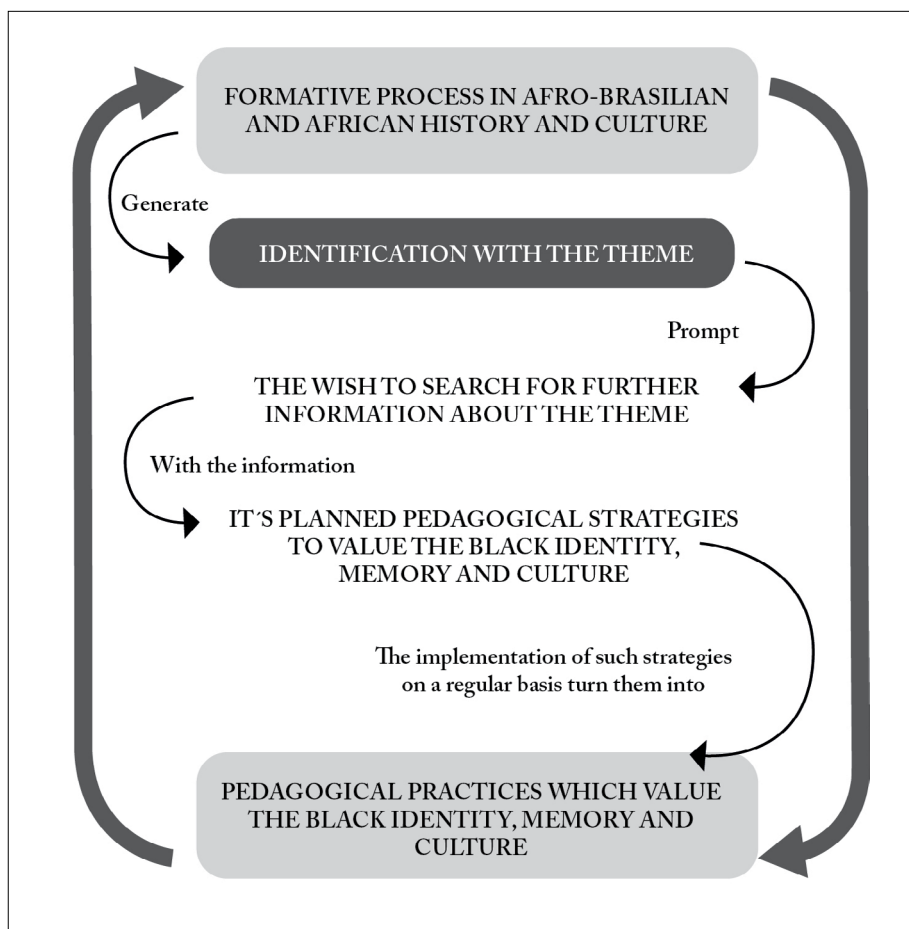 FORMATIVE PROCESS IN AFRO-BRASILIAN
AND AFRICAN HISTORY AND CULTURE
Generate
IDENTIFICATION WITH THE THEME
Prompt
THE WISH TO SEARCH FOR FURTHER
INFORMATION ABOUT THE THEME
With the information
IT´S PLANNED PEDAGOGICAL STRATEGIES
TO VALUE THE BLACK IDENTITY,
MEMORY AND CULTURE
The implementation of such strategies
on a regular basis turn them into
PEDAGOGICAL PRACTICES WHICH VALUE
THE BLACK IDENTITY, MEMORY AND
CULTURE